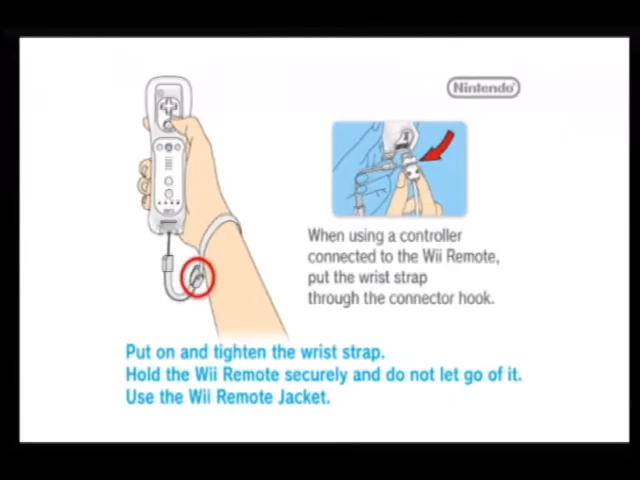 Nintendo
When using a controller
connected to the Wii Remote,
put the wrist strap
through the connector hook.
Put on and tighten the wrist strap.
Hold the Wii Remote securely and do not let go of it.
Use the Wii Remote Jacket.